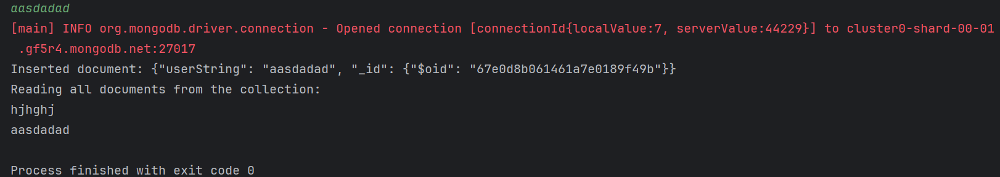 aasdadad
[main] INFO org.mongodb.driver.connection - Opened connection [connectionId{localValue:7, serverValue:44229}] to cluster0-shard-00-01
.gf5r4.mongodb.net:27017
Inserted document: {"userString": "aasdadad", "_id": {"$oid": "67e0d8b061461a7e0189f49b"}}
Reading all documents from the collection:
hjhghj
aasdadad
Process finished with exit code 0